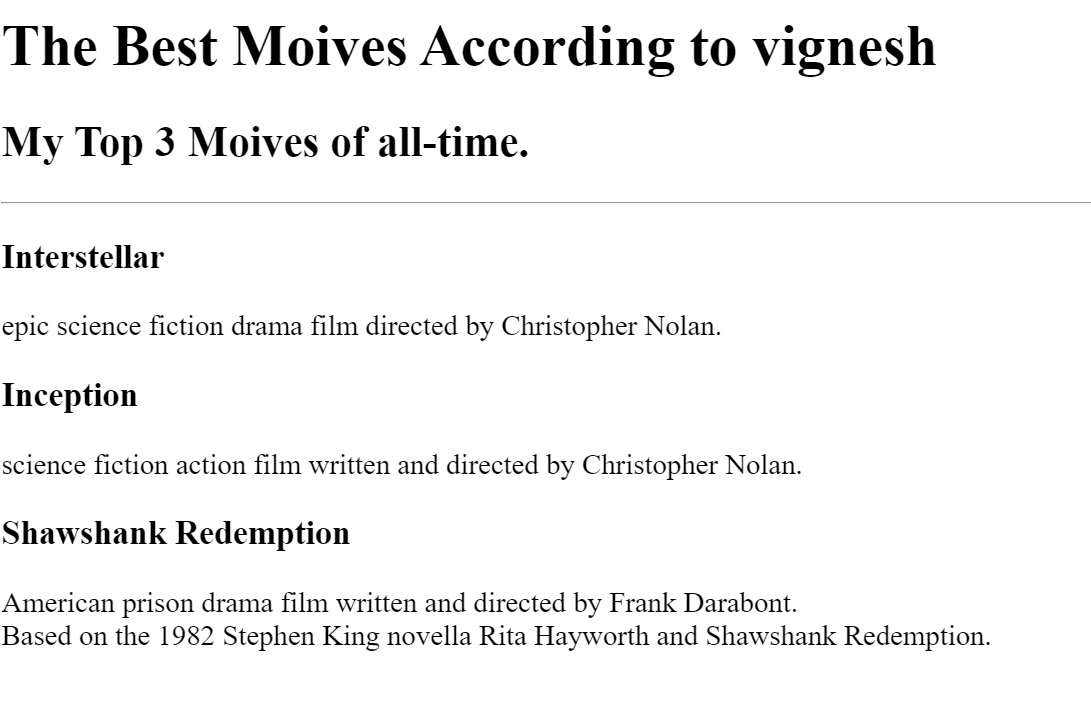 The Best Moives According to vignesh
My Top 3 Moives of all-time.
Interstellar
epic science fiction drama film directed by Christopher Nolan.
Inception
science fiction action film written and directed by Christopher Nolan.
Shawshank Redemption
American prison drama film written and directed by Frank Darabont.
Based on the 1982 Stephen King novella Rita Hayworth and Shawshank Redemption.